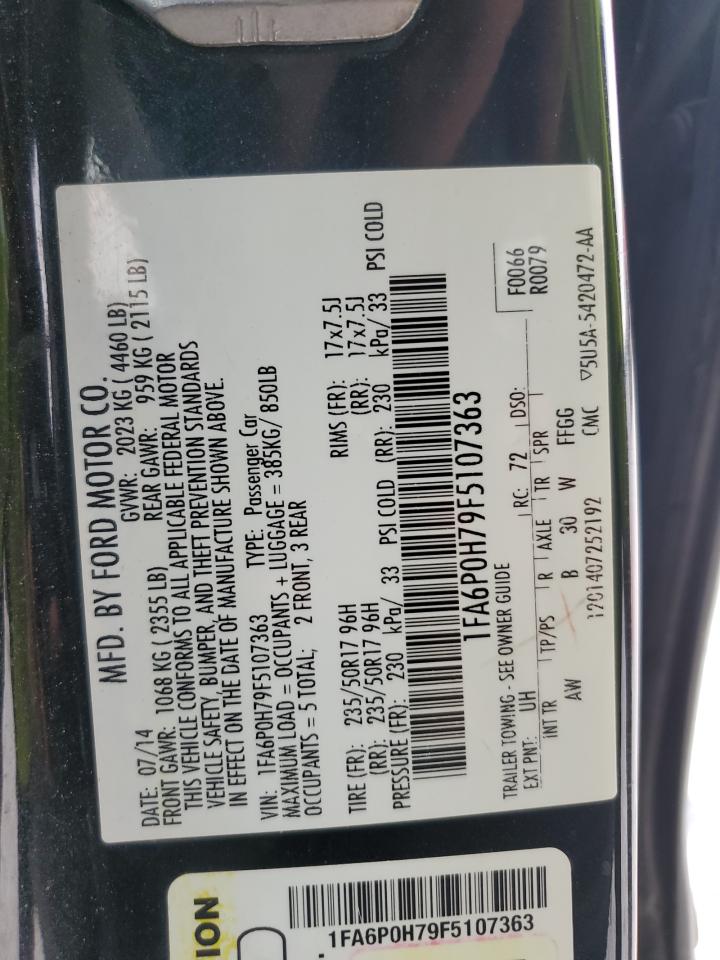 MFD. BY FORD MOTOR CO.
DATE: 07/14 GVWR: 2023 KG ( 4460 LB)
FRONT GAWR: 1068 KG ( 2355 LB) REAR GAWR: 959 KG ( 2115 LB)
THIS VEHICLE CONFORMS TO ALL APPLICABLE FEDERAL MOTOR
VEHICLE SAFETY, BUMPER, AND THEFT PREVENTION STANDARDS
IN EFFECT ON THE DATE OF MANUFACTURE SHOWN ABOVE.
VIN: 1FA6P0H79F5107363 TYPE: Passenger Car
MAXIMUM LOAD = OCCUPANTS + LUGGAGE = 385KG/ 850LB
OCCUPANTS = 5 TOTAL; 2 FRONT, 3 REAR
TIRE (FR): 235/50R17 96H RIMS (FR): 17x7.5J
(RR): 235/50R17 96H (RR): 17x7.5J
PRESSURE (FR): 230 kPa/ 33 PSI COLD (RR): 230 kPa/ 33 PSI COLD
1FA6P0H79F5107363
TRAILER TOWING - SEE OWNER GUIDE F0066
EXT PNT: UH RC: 72 DSO: R0079
INT TR TP/PS R AXLE TR SPR
AW B 30 W FFGG
1201407252192 CMC ▽5U5A-5420472-AA
ION
1FA6P0H79F5107363